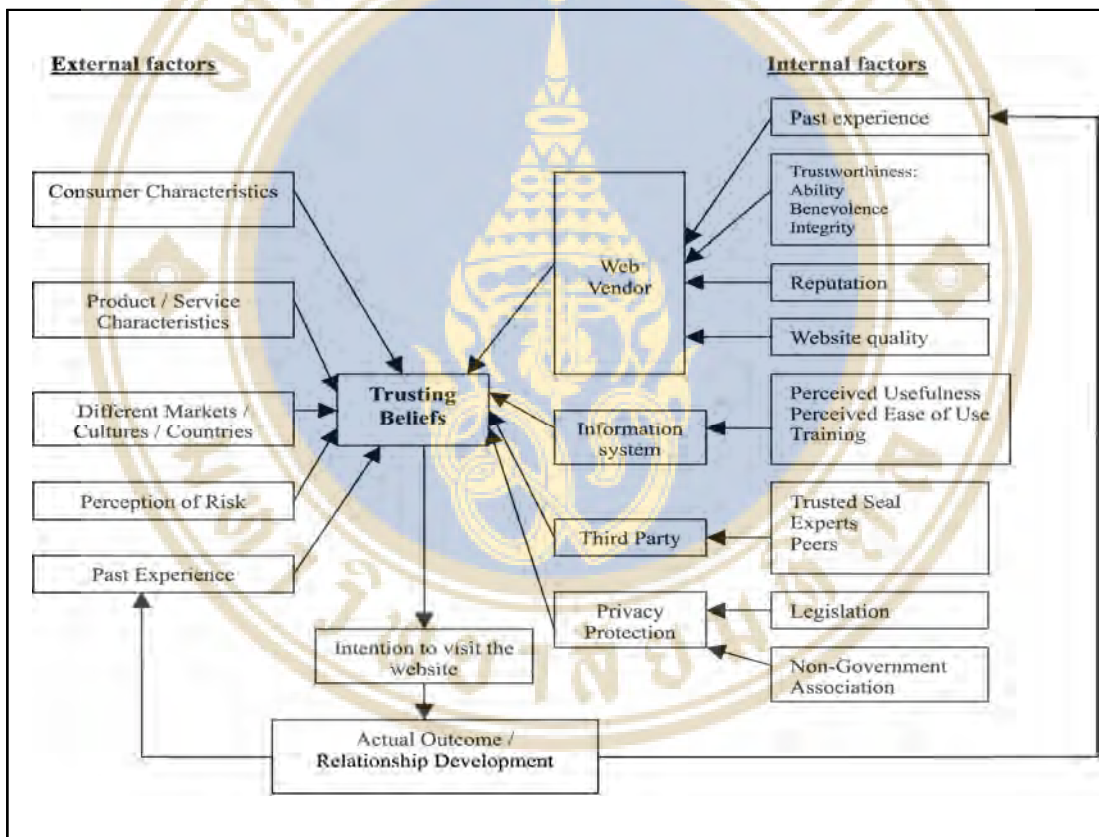 External factors
Internal factors
Consumer Characteristics
Product / Service
Characteristics
Different Markets /
Cultures / Countries
Perception of Risk
Past Experience
Trusting
Beliefs
Intention to visit the
website
Actual Outcome /
Relationship Development
Web
Vendor
Information
system
Third Party
Privacy
Protection
Past experience
Trustworthiness:
Ability
Benevolence
Integrity
Reputation
Website quality
Perceived Usefulness
Perceived Ease of Use
Training
Trusted Seal
Experts
Peers
Legislation
Non-Government
Association